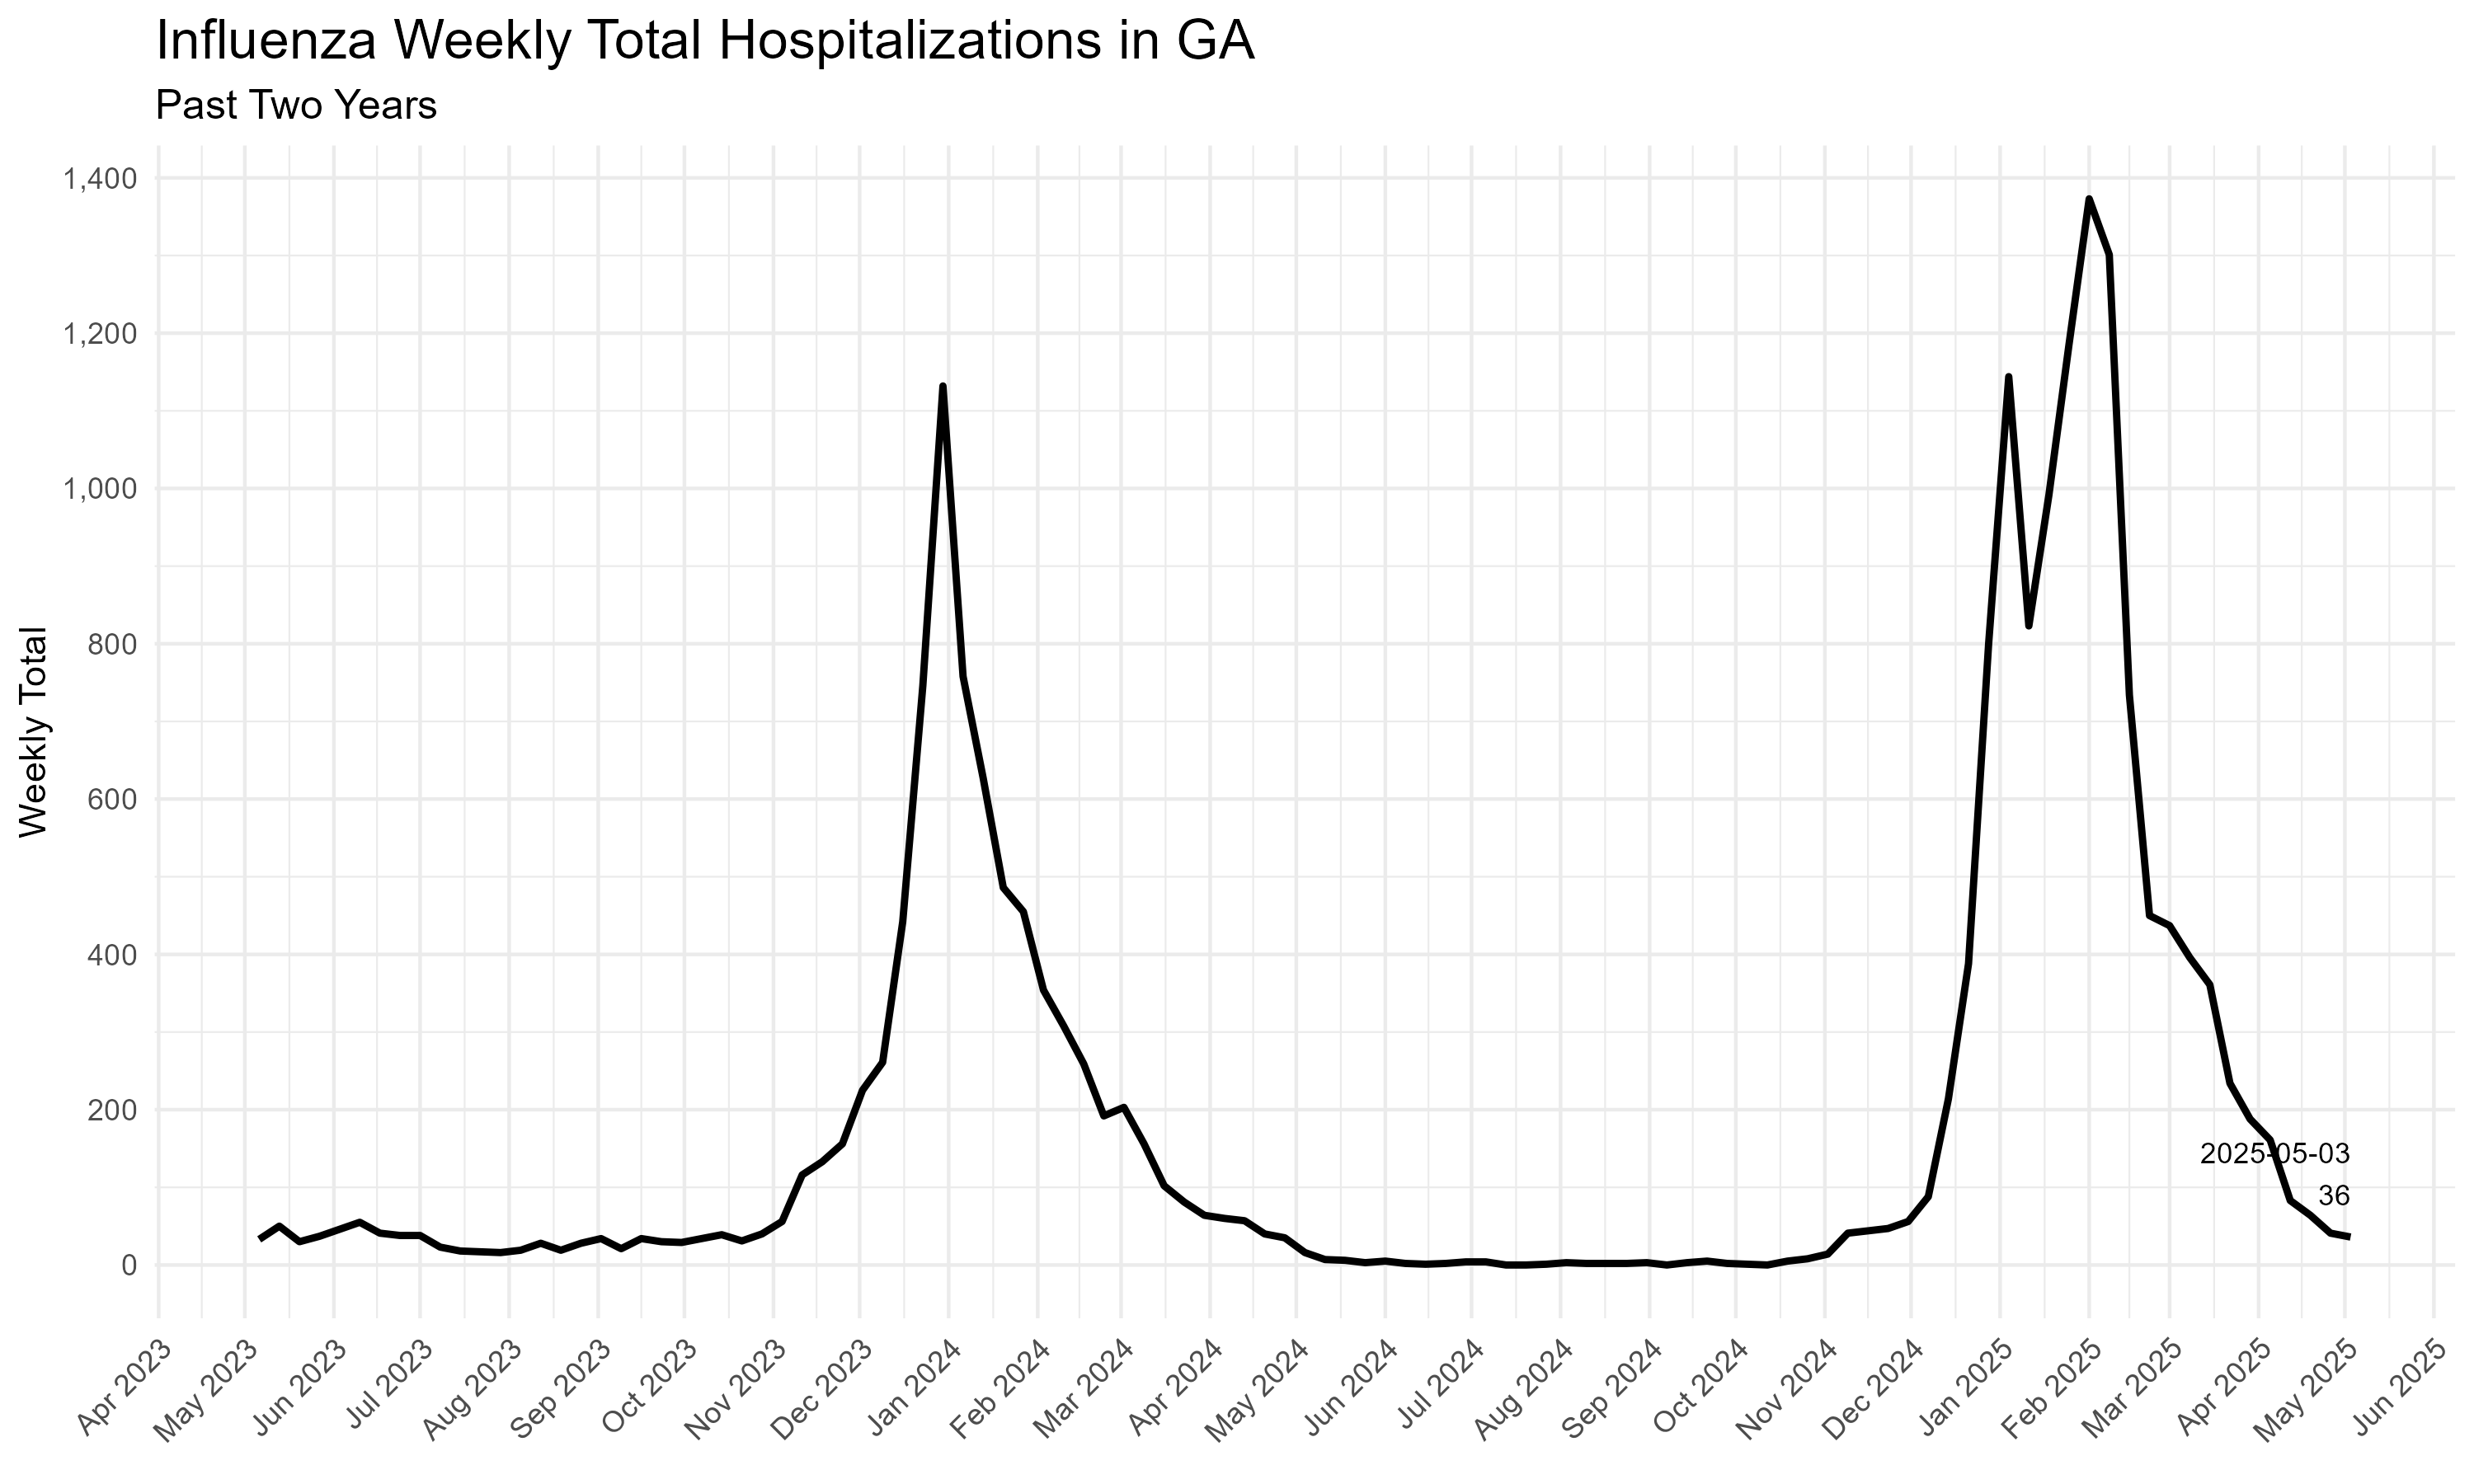 Influenza Weekly Total Hospitalizations in GA
Past Two Years
1,400
1,200
1,000
800
600
400
200
0
Weekly Total
2025-05-03
36
Apr 2023
May 2023
Jun 2023
Jul 2023
Aug 2023
Sep 2023
Oct 2023
Nov 2023
Dec 2023
Jan 2024
Feb 2024
Mar 2024
Apr 2024
May 2024
Jun 2024
Jul 2024
Aug 2024
Sep 2024
Oct 2024
Nov 2024
Dec 2024
Jan 2025
Feb 2025
Mar 2025
Apr 2025
May 2025
Jun 2025